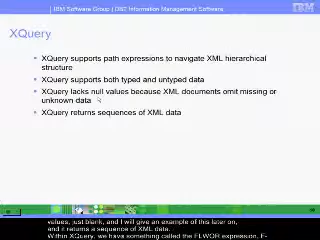 IBM Software Group | DB2 Information Management Software
IBM
XQuery
XQuery supports path expressions to navigate XML hierarchical
structure
XQuery supports both typed and untyped data
XQuery lacks null values because XML documents omit missing or
unknown data
XQuery returns sequences of XML data
values, just blank, and I will give an example of this later on,
and it returns a sequence of XML data.
Within XQuery, we have something called the FLWOR expression, F-